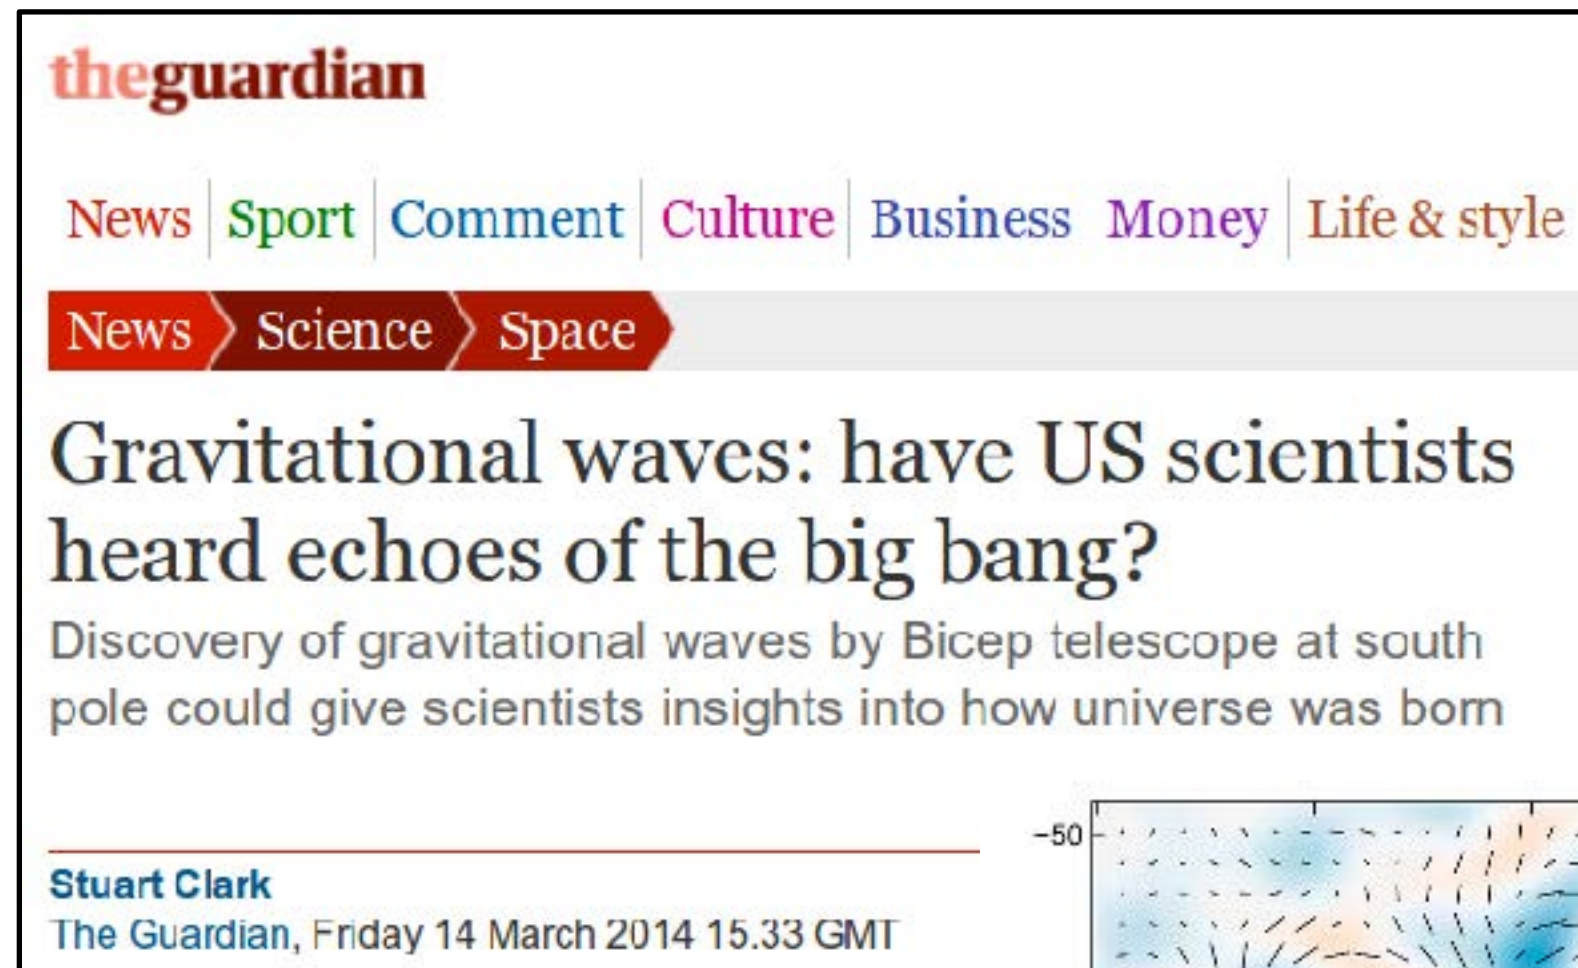 theguardian
News Sport Comment Culture Business Money Life & style
News Science Space
Gravitational waves: have US scientists
heard echoes of the big bang?
Discovery of gravitational waves by Bicep telescope at south
pole could give scientists insights into how universe was born
−50
Stuart Clark
The Guardian, Friday 14 March 2014 15.33 GMT